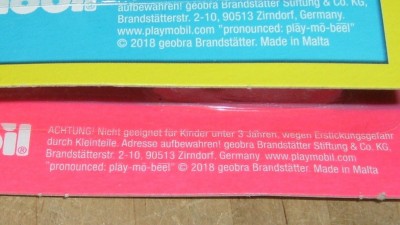 aufbewahren! geobra Brandstätter Stiftung & Co. KG,
Brandstätterstr. 2-10, 90513 Zirndorf, Germany.
www.playmobil.com "pronounced: plāy-mō-bēēl"
© 2018 geobra Brandstätter. Made in Malta
ACHTUNG! Nicht geeignet für Kinder unter 3 Jahren, wegen Erstickungsgefahr
durch Kleinteile. Adresse aufbewahren! geobra Brandstätter Stiftung & Co. KG,
Brandstätterstr. 2-10, 90513 Zirndorf, Germany. www.playmobil.com
"pronounced: plāy-mō-bēēl" © 2018 geobra Brandstätter. Made in Malta